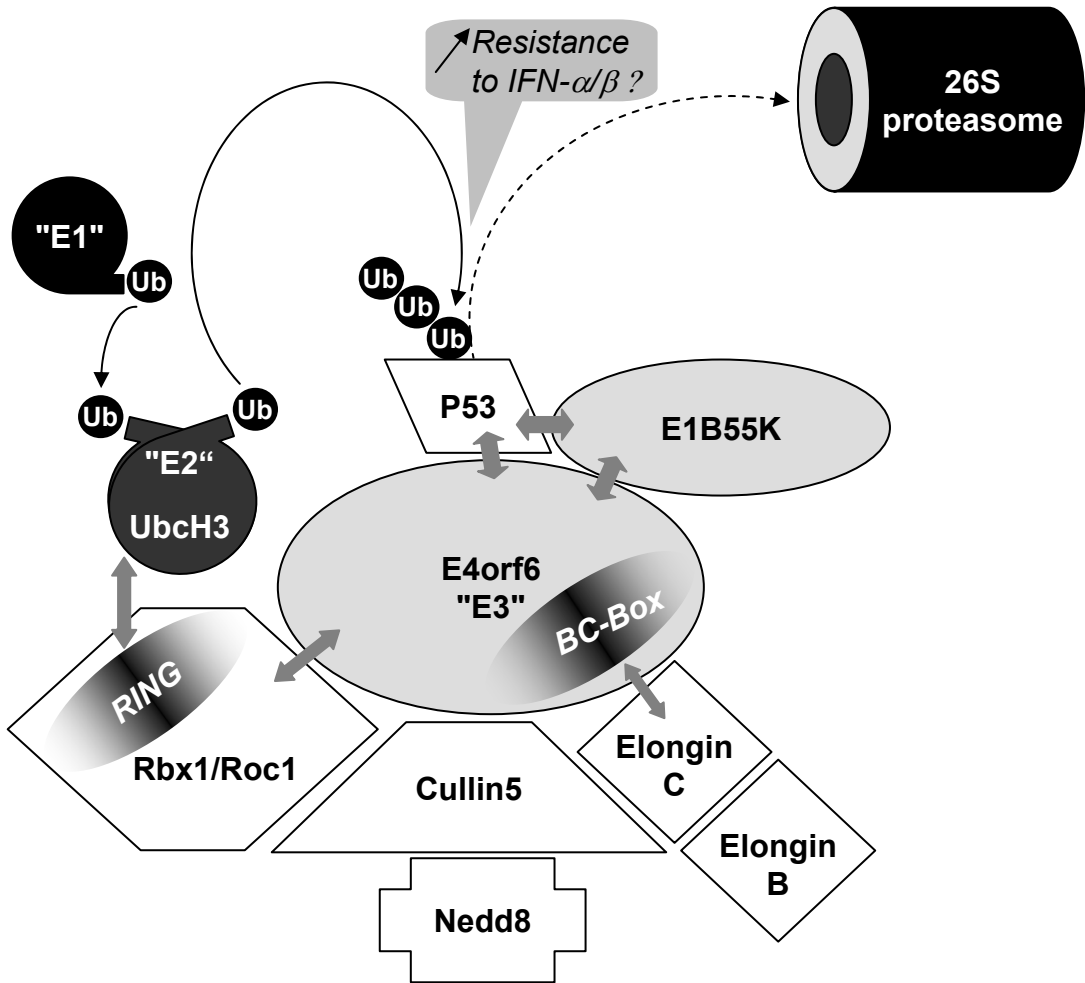 Resistance
to IFN-α/β ?
26S
proteasome
"E1"
Ub
Ub
Ub
Ub
Ub
Ub
"E2“
UbcH3
P53
E1B55K
E4orf6
"E3"
BC-Box
RING
Rbx1/Roc1
Cullin5
Elongin
C
Elongin
B
Nedd8